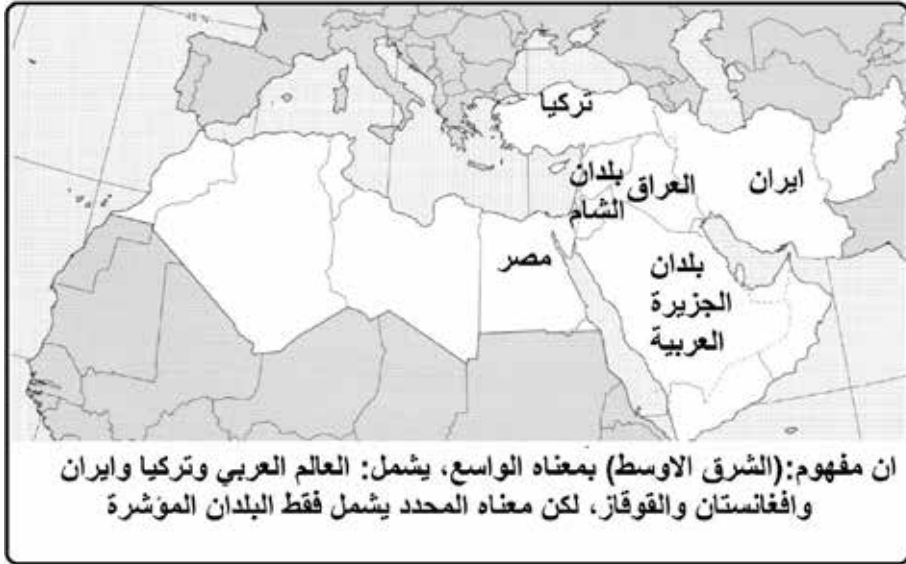 تركيا
بلدان
الشام
العراق
ايران
مصر
بلدان
الجزيرة
العربية
ان مفهوم:(الشرق الاوسط) بمعناه الواسع، يشمل: العالم العربي وتركيا وايران
وافغانستان والقوقاز، لكن معناه المحدد يشمل فقط البلدان المؤشرة